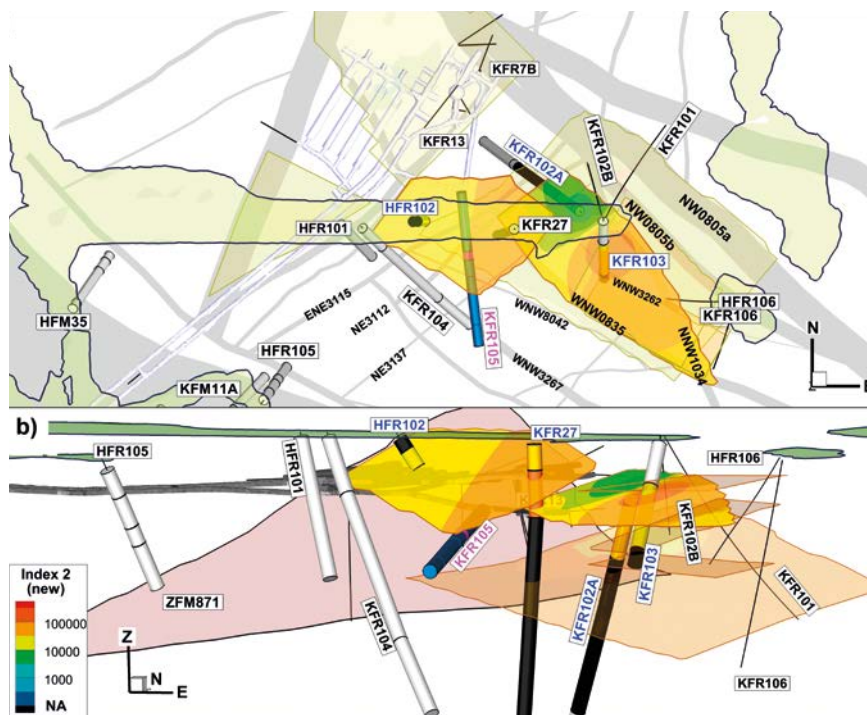 KFR7B
KFR13
KFR102A
KFR102B
KFR101
NW0805a
NW0805b
HFR102
HFR101
KFR27
KFR103
WNW3262
HFR106
KFR106
ENE3115
NE3112
NE3137
KFR104
KFR105
WNW8042
WNW0835
NNW1034
WNW3267
HFM35
HFR105
KFM11A
N
E
b)
HFR105
HFR101
HFR102
KFR27
HFR106
KFR105
KFR102B
KFR103
KFR102A
KFR101
KFR104
KFR106
ZFM871
Index 2
(new)
100000
10000
1000
NA
Z
N
E